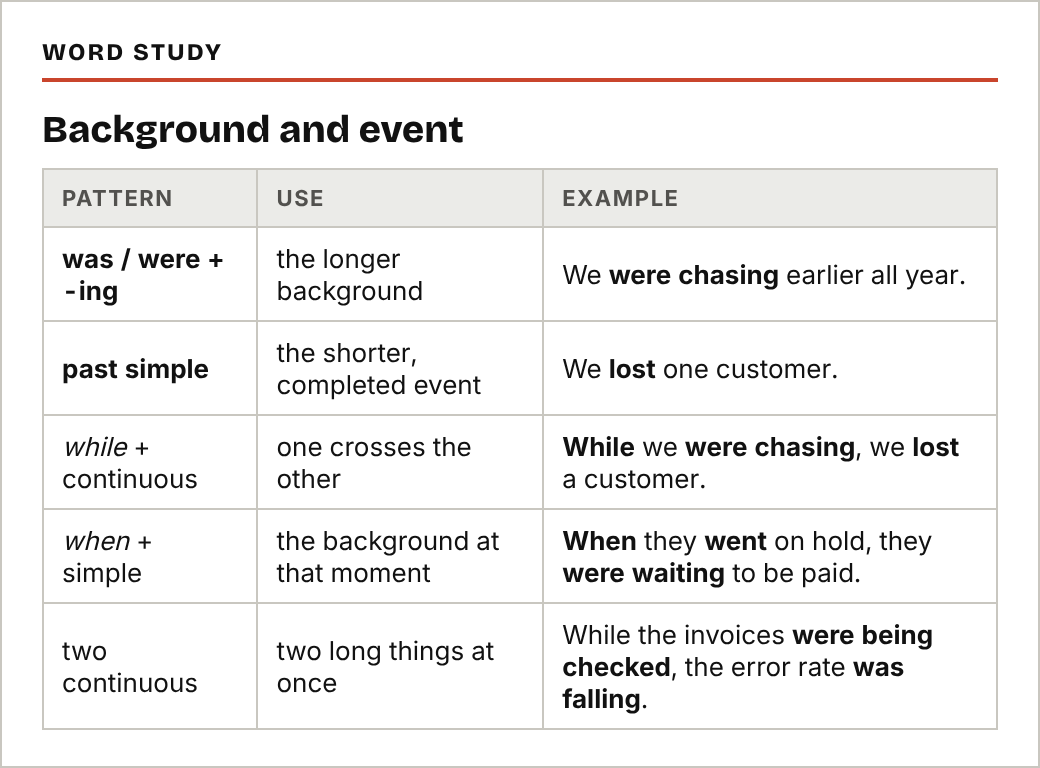 WORD STUDY
Background and event
PATTERN
USE
EXAMPLE
was / were +
-ing
the longer
background
We were chasing earlier all year.
past simple
the shorter,
completed event
We lost one customer.
while +
continuous
one crosses the
other
While we were chasing, we lost
a customer.
when +
simple
the background at
that moment
When they went on hold, they
were waiting to be paid.
two
continuous
two long things at
once
While the invoices were being
checked, the error rate was
falling.